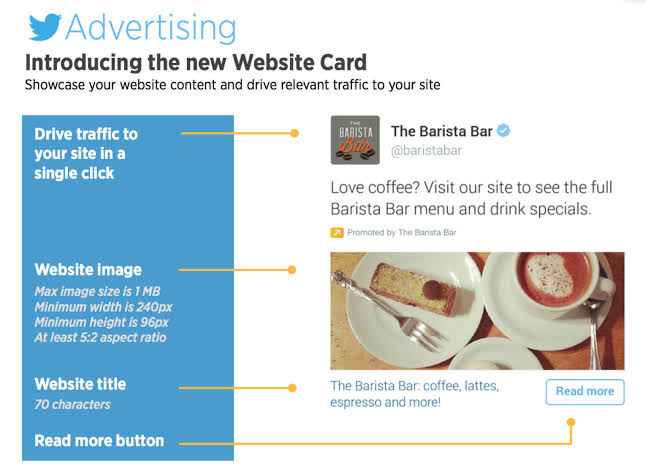 Advertising
Introducing the new Website Card
Showcase your website content and drive relevant traffic to your site
Drive traffic to
your site in a
single click
Website image
Max image size is 1 MB
Minimum width is 240px
Minimum height is 96px
At least 5:2 aspect ratio
Website title
70 characters
Read more button
THE
BARISTA
Bar
The Barista Bar
@baristabar
Love coffee? Visit our site to see the full
Barista Bar menu and drink specials.
Promoted by The Barista Bar
The Barista Bar: coffee, lattes,
espresso and more!
Read more